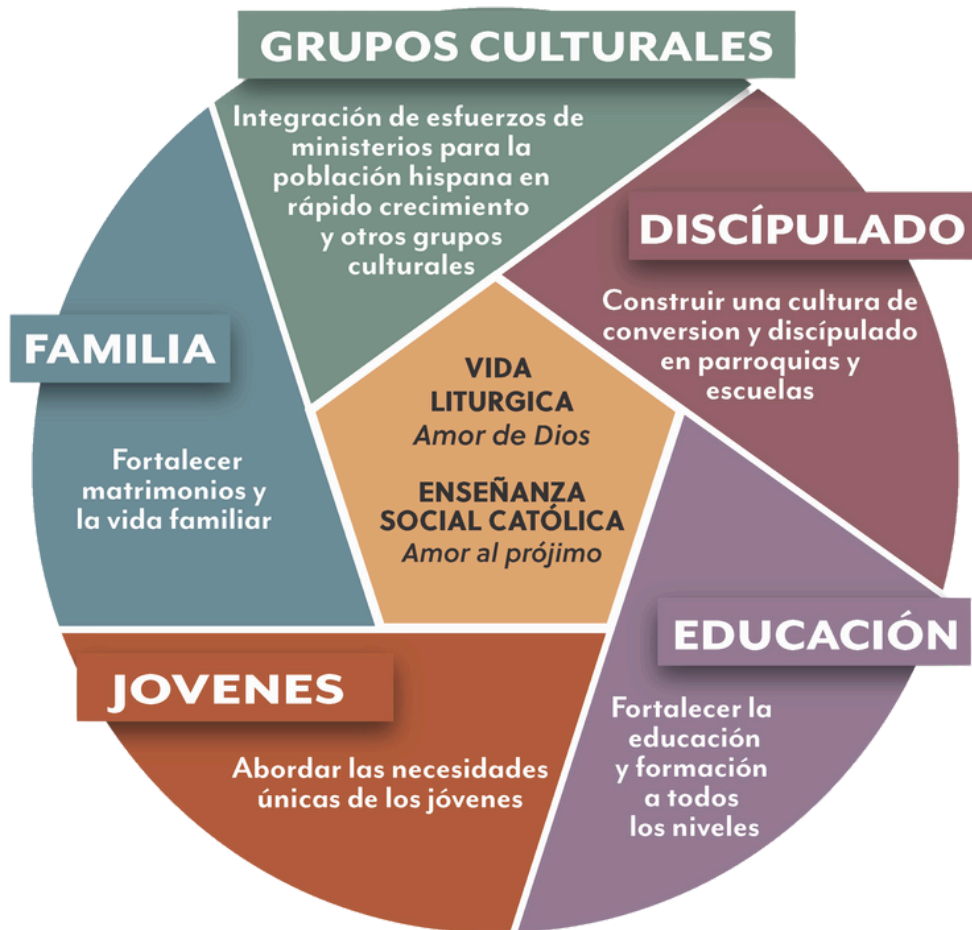 GRUPOS CULTURALES
Integración de esfuerzos de
ministerios para la
población hispana en
rápido crecimiento
y otros grupos
culturales
DISCÍPULADO
Construir una cultura de
conversion y discípulado
en parroquias y
escuelas
FAMILIA
Fortalecer
matrimonios y
la vida familiar
VIDA
LITURGICA
Amor de Dios
ENSEÑANZA
SOCIAL CATÓLICA
Amor al prójimo
EDUCACIÓN
Fortalecer la
educación
y formación
a todos
los niveles
JOVENES
Abordar las necesidades
únicas de los jóvenes